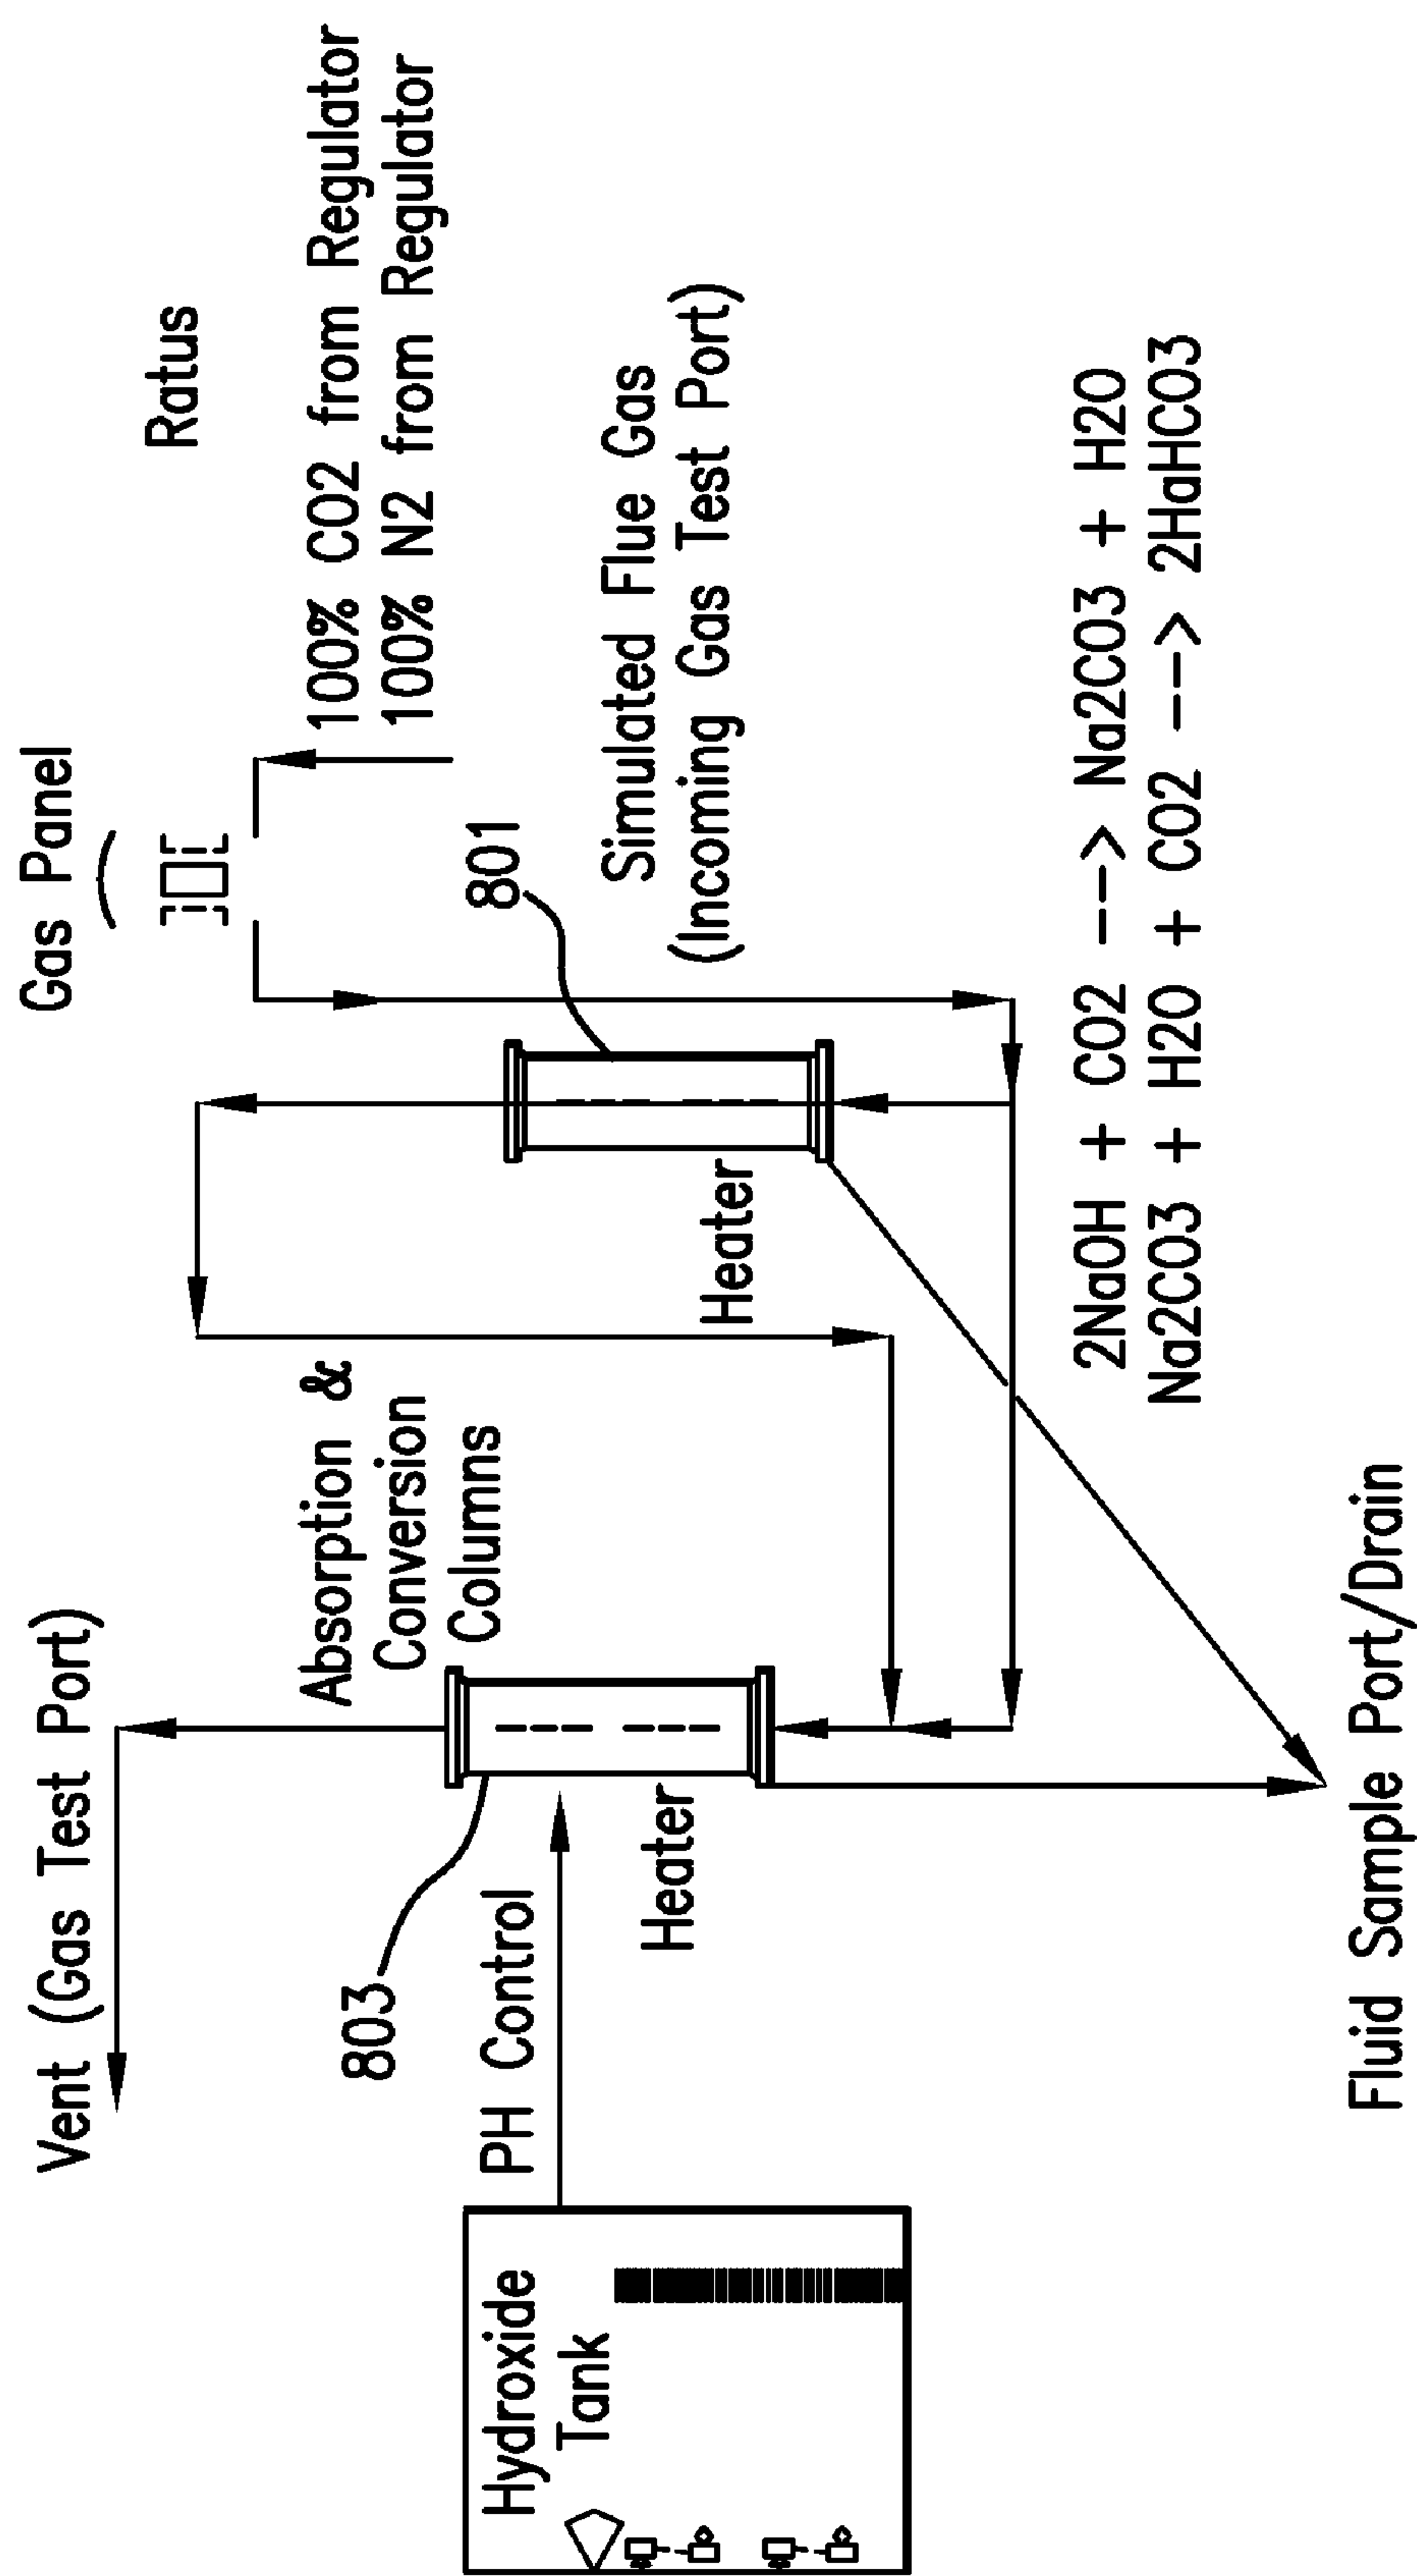 Vent (Gas Test Port)
Gas Panel
Ratus
100% CO2 from Regulator
100% N2 from Regulator
Absorption &
Conversion
Columns
803
801
PH Control
Heater
Heater
Simulated Flue Gas
(Incoming Gas Test Port)
Hydroxide
Tank
2NaOH + CO2 --> Na2CO3 + H2O
Na2CO3 + H2O + CO2 --> 2HaHCO3
Fluid Sample Port/Drain